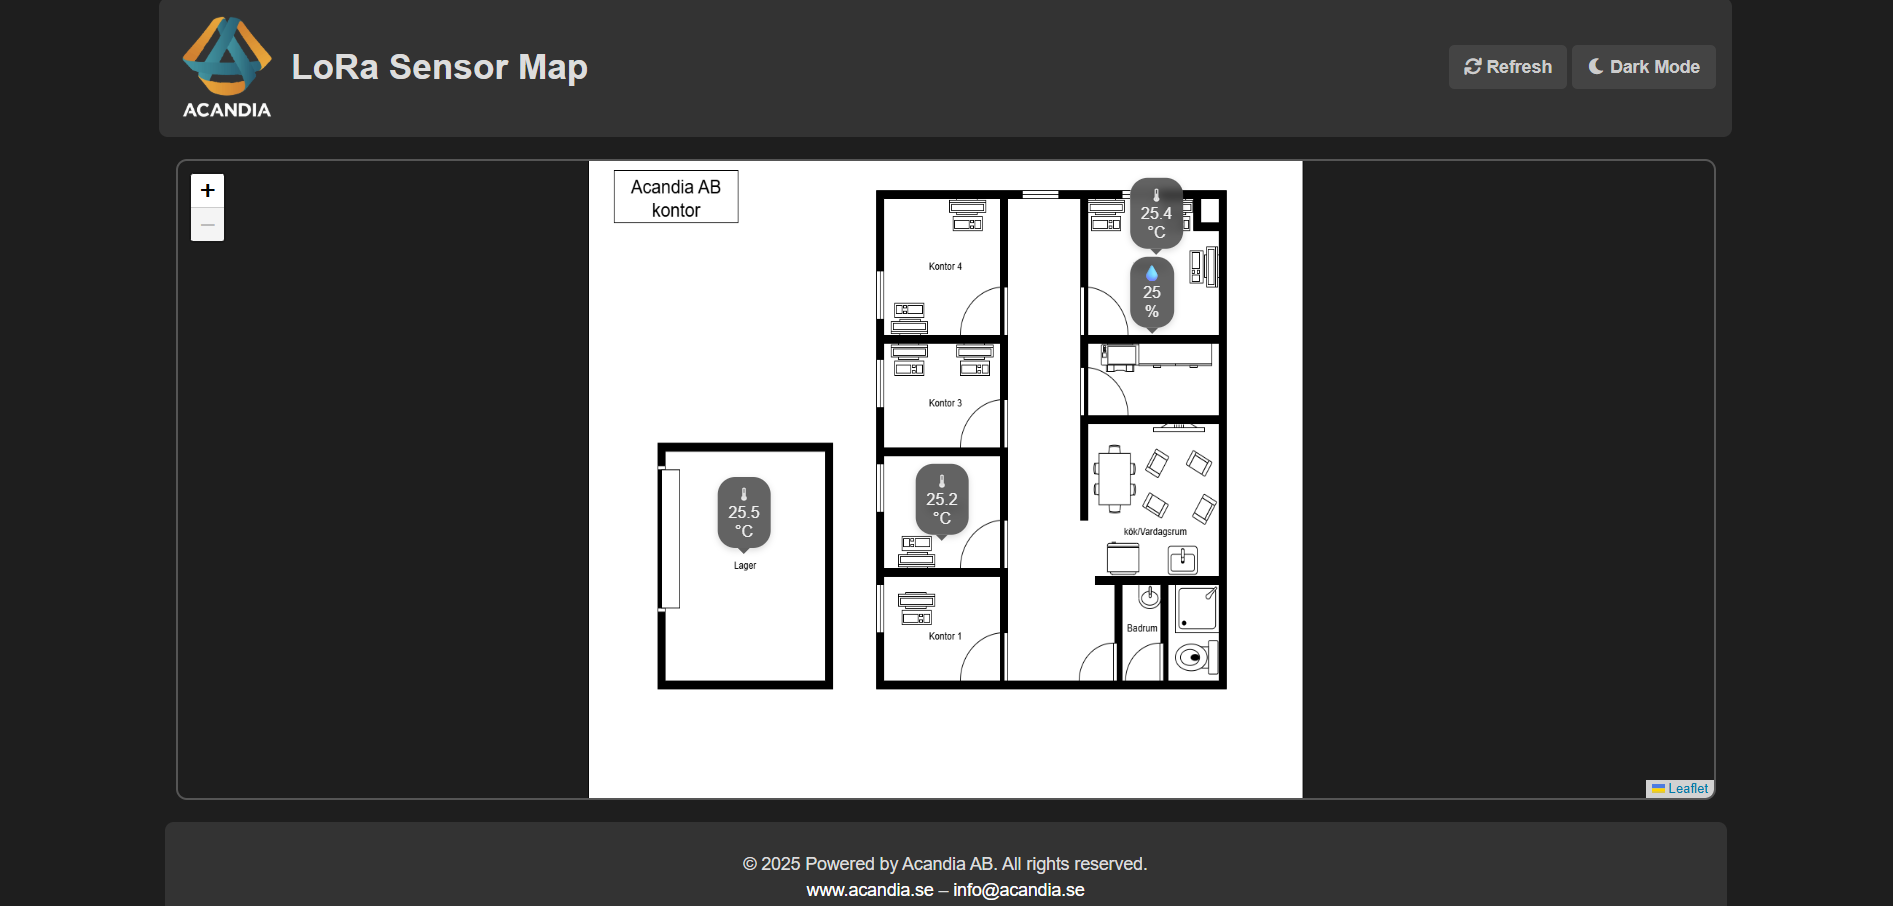 ACANDIA
LoRa Sensor Map
Refresh
Dark Mode
+
−
Acandia AB
kontor
25.4
°C
25
%
Kontor 4
Kontor 3
25.2
°C
25.5
°C
Lager
kök/Vardagsrum
Kontor 1
Badrum
Leaflet
© 2025 Powered by Acandia AB. All rights reserved.
www.acandia.se – info@acandia.se